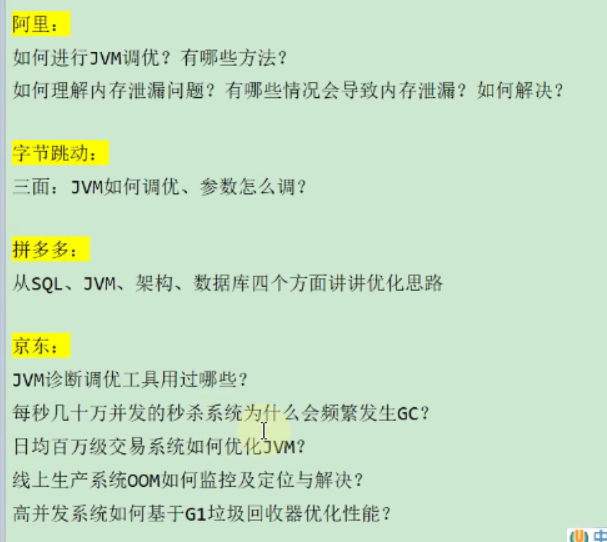 阿里：
如何进行JVM调优？有哪些方法？
如何理解内存泄漏问题？有哪些情况会导致内存泄漏？如何解决？
字节跳动：
三面：JVM如何调优、参数怎么调？
拼多多：
从SQL、JVM、架构、数据库四个方面讲讲优化思路
京东：
JVM诊断调优工具用过哪些？
每秒几十万并发的秒杀系统为什么会频繁发生GC？
日均百万级交易系统如何优化JVM？
线上生产系统OOM如何监控及定位与解决？
高并发系统如何基于G1垃圾回收器优化性能？
中